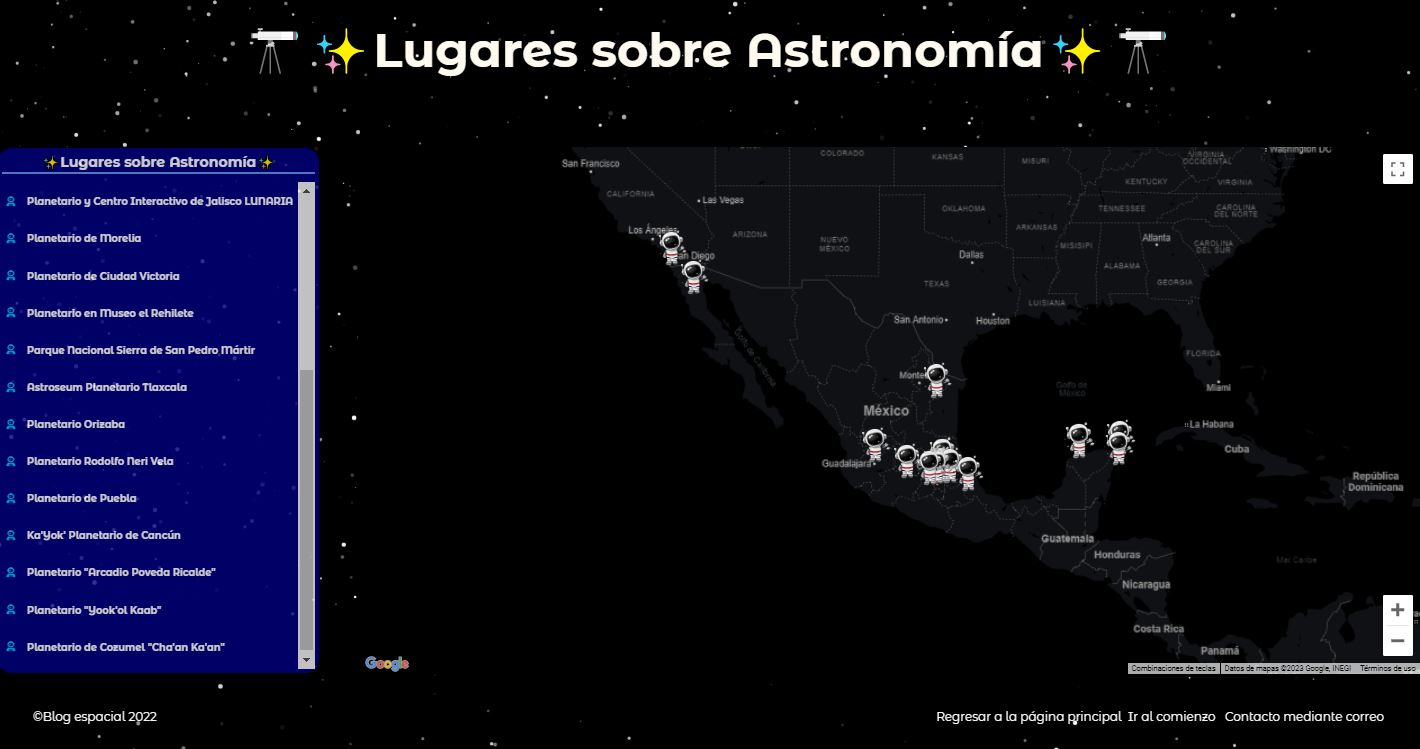 Lugares sobre Astronomía
Lugares sobre Astronomía
Planetario y Centro Interactivo de Jalisco LUNARIA
Planetario de Morelia
Planetario de Ciudad Victoria
Planetario en Museo el Rehilete
Parque Nacional Sierra de San Pedro Mártir
Astroseum Planetario Tlaxcala
Planetario Orizaba
Planetario Rodolfo Neri Vela
Planetario de Puebla
Ka'Yok' Planetario de Cancún
Planetario "Arcadio Poveda Ricalde"
Planetario "Yook'ol Kaab"
Planetario de Cozumel "Cha'an Ka'an"
San Francisco
COLORADO
KANSAS
MISURI
VIRGINIA
OCCIDENTAL
Washington DC
KENTUCKY
VIRGINIA
CALIFORNIA
Las Vegas
OKLAHOMA
TENNESSEE
CAROLINA
DEL NORTE
Los Ángeles
ARIZONA
NUEVO
MÉXICO
ARKANSAS
MISISIPI
Atlanta
CAROLINA
DEL SUR
an Diego
Dallas
ALABAMA
TEXAS
GEORGIA
LUISIANA
San Antonio
Houston
Golfo de California
FLORIDA
Monte
Golfo de
México
Miami
México
La Habana
Cuba
Guadalajara
República
Dominicana
Guatemala
Honduras
Mar Caribe
Nicaragua
Costa Rica
Panamá
Google
Combinaciones de teclas
Datos de mapas ©2023 Google, INEGI
Términos de uso
©Blog espacial 2022
Regresar a la página principal Ir al comienzo Contacto mediante correo